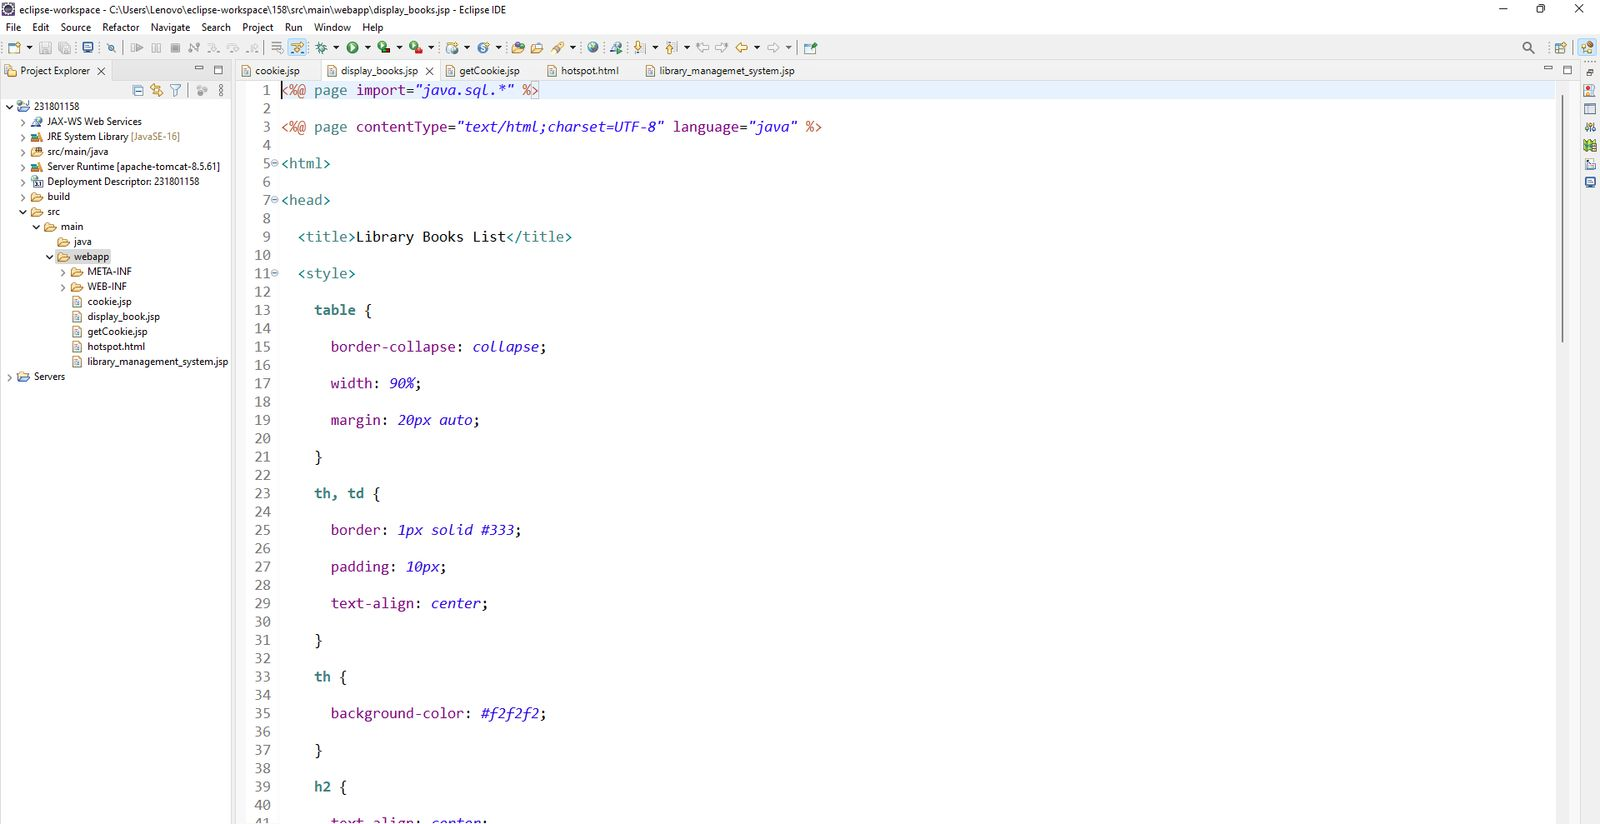 eclipse-workspace - C:\Users\Lenovo\eclipse-workspace\158\src\main\webapp\display_books.jsp - Eclipse IDE
File Edit Source Refactor Navigate Search Project Run Window Help
Project Explorer
cookie.jsp display_books.jsp getCookie.jsp hotspot.html library_managemet_system.jsp
231801158
JAX-WS Web Services
JRE System Library [JavaSE-16]
src/main/java
Server Runtime [apache-tomcat-8.5.61]
Deployment Descriptor: 231801158
build
src
main
java
webapp
META-INF
WEB-INF
cookie.jsp
display_book.jsp
getCookie.jsp
hotspot.html
library_management_system.jsp
Servers
1 <%@ page import="java.sql.*" %>
2
3 <%@ page contentType="text/html;charset=UTF-8" language="java" %>
4
5 <html>
6
7 <head>
8
9 <title>Library Books List</title>
10
11 <style>
12
13 table {
14
15 border-collapse: collapse;
16
17 width: 90%;
18
19 margin: 20px auto;
20
21 }
22
23 th, td {
24
25 border: 1px solid #333;
26
27 padding: 10px;
28
29 text-align: center;
30
31 }
32
33 th {
34
35 background-color: #f2f2f2;
36
37 }
38
39 h2 {
40
41 text-align: center;